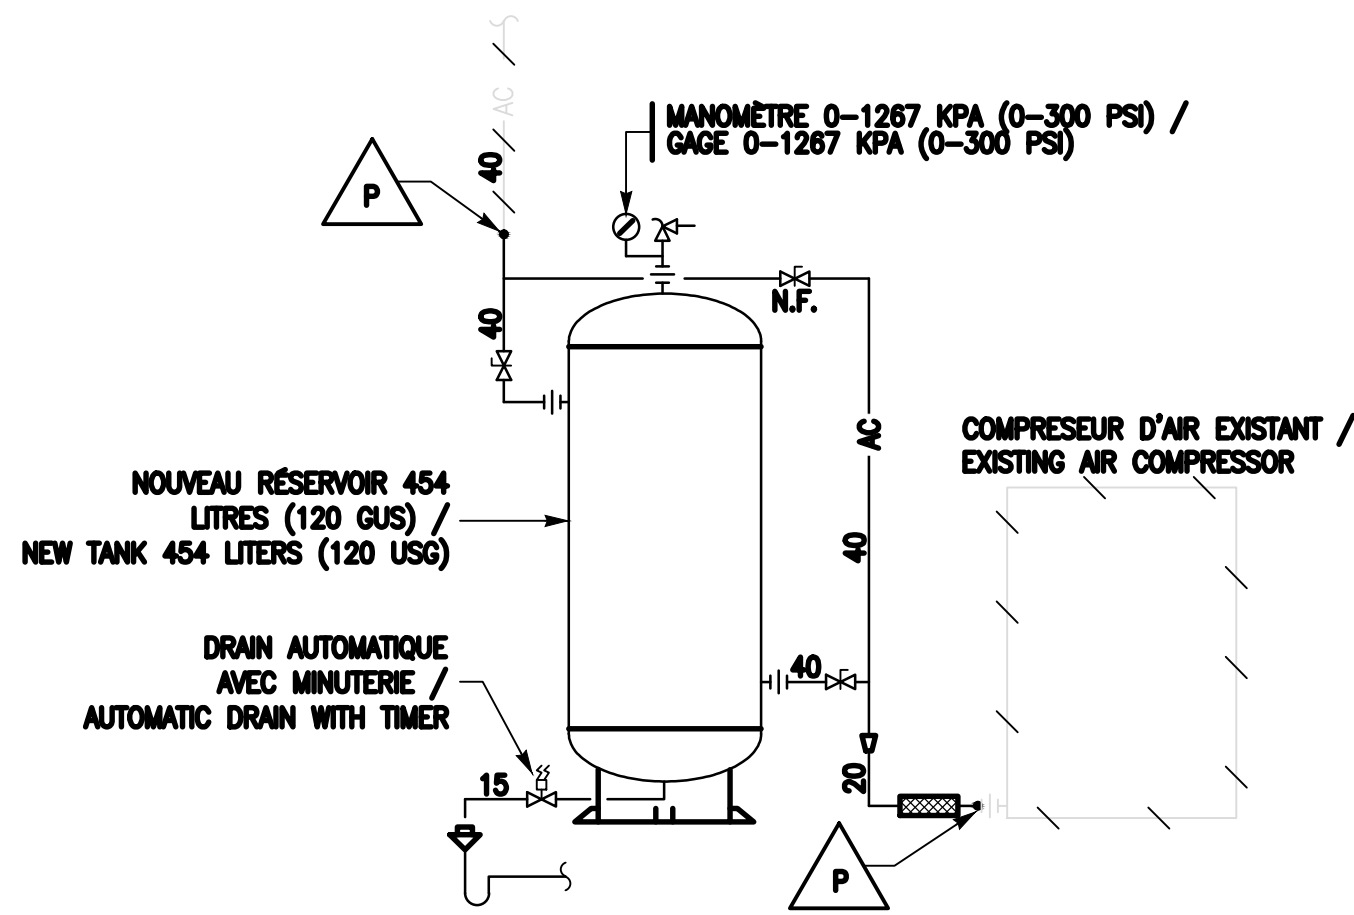 AC
40
MANOMÈTRE 0-1267 KPA (0-300 PSI) /
GAGE 0-1267 KPA (0-300 PSI)
P
N.F.
40
AC
COMPRESEUR D'AIR EXISTANT /
EXISTING AIR COMPRESSOR
NOUVEAU RÉSERVOIR 454
LITRES (120 GUS) /
NEW TANK 454 LITERS (120 USG)
40
DRAIN AUTOMATIQUE
AVEC MINUTERIE /
AUTOMATIC DRAIN WITH TIMER
40
15
20
P